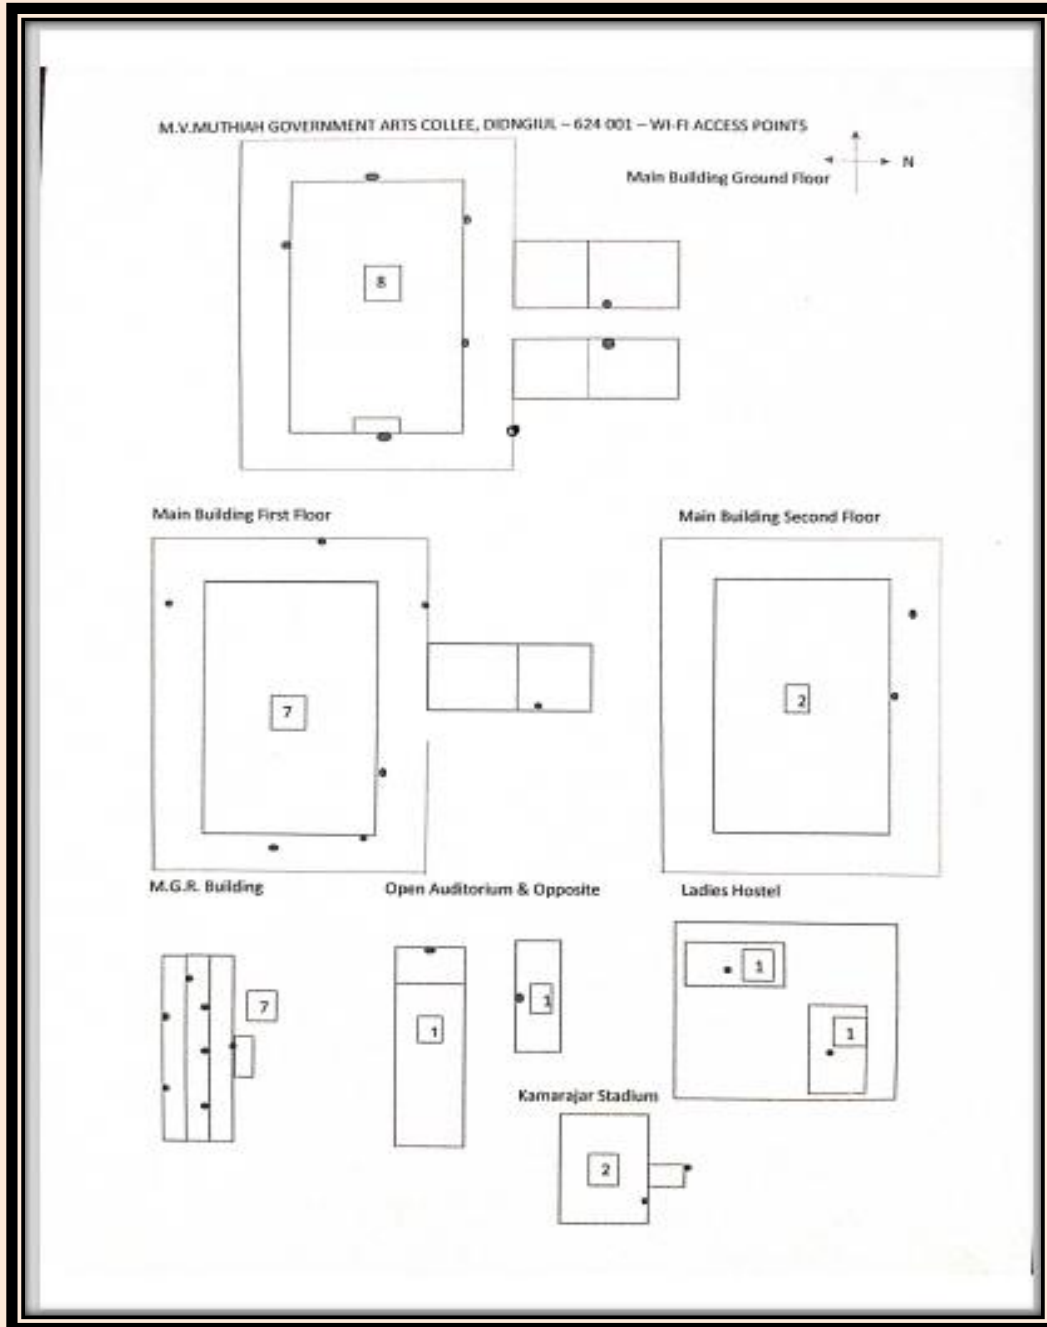 M.V.MUTHIAH GOVERNMENT ARTS COLLEE, DIDNGIUL – 624 001 – WI-FI ACCESS POINTS
N
Main Building Ground Floor
8
Main Building First Floor
Main Building Second Floor
7
2
M.G.R. Building
Open Auditorium & Opposite
Ladies Hostel
7
1
1
1
1
Kamarajar Stadium
2